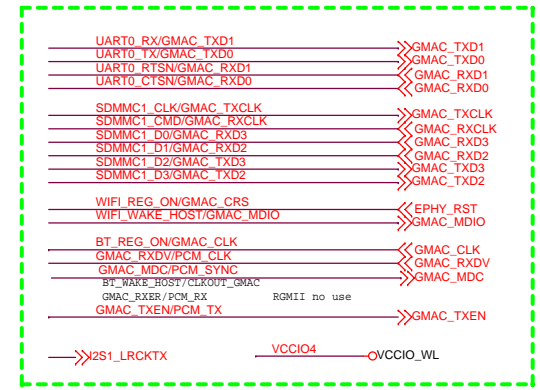 UART0_RX/GMAC_TXD1 GMAC_TXD1
UART0_TX/GMAC_TXD0 GMAC_TXD0
UART0_RTSN/GMAC_RXD1 GMAC_RXD1
UART0_CTSN/GMAC_RXD0 GMAC_RXD0
SDMMC1_CLK/GMAC_TXCLK GMAC_TXCLK
SDMMC1_CMD/GMAC_RXCLK GMAC_RXCLK
SDMMC1_D0/GMAC_RXD3 GMAC_RXD3
SDMMC1_D1/GMAC_RXD2 GMAC_RXD2
SDMMC1_D2/GMAC_TXD3 GMAC_TXD3
SDMMC1_D3/GMAC_TXD2 GMAC_TXD2
WIFI_REG_ON/GMAC_CRS EPHY_RST
WIFI_WAKE_HOST/GMAC_MDIO GMAC_MDIO
BT_REG_ON/GMAC_CLK GMAC_CLK
GMAC_RXDV/PCM_CLK GMAC_RXDV
GMAC_MDC/PCM_SYNC GMAC_MDC
BT_WAKE_HOST/CLKOUT_GMAC
GMAC_RXER/PCM_RX RGMII no use
GMAC_TXEN/PCM_TX GMAC_TXEN
I2S1_LRCKTX VCCIO4 VCCIO_WL